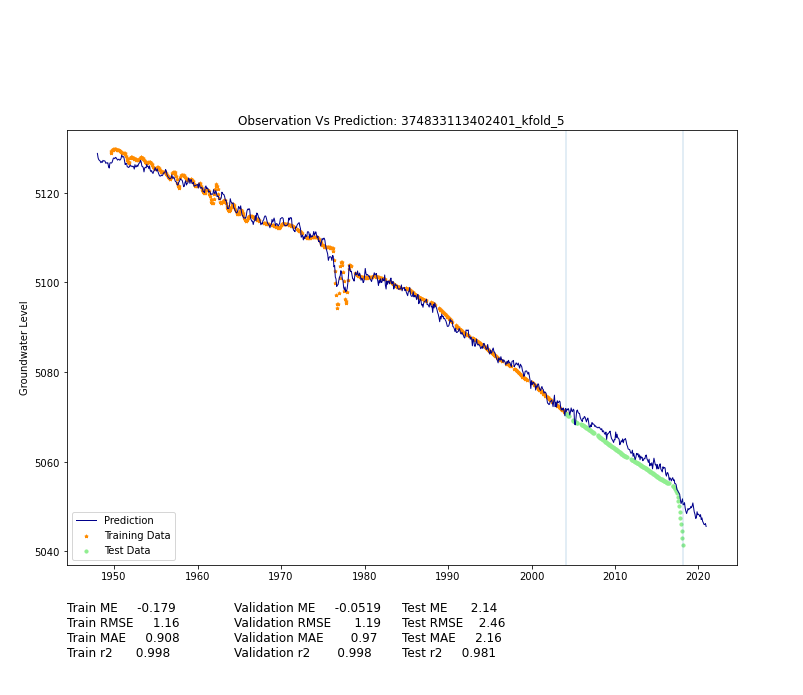 Observation Vs Prediction: 374833113402401_kfold_5
Groundwater Level
5120
5100
5080
5060
5040
1950 1960 1970 1980 1990 2000 2010 2020
Prediction
Training Data
Test Data
Train ME -0.179 Validation ME -0.0519 Test ME 2.14
Train RMSE 1.16 Validation RMSE 1.19 Test RMSE 2.46
Train MAE 0.908 Validation MAE 0.97 Test MAE 2.16
Train r2 0.998 Validation r2 0.998 Test r2 0.981